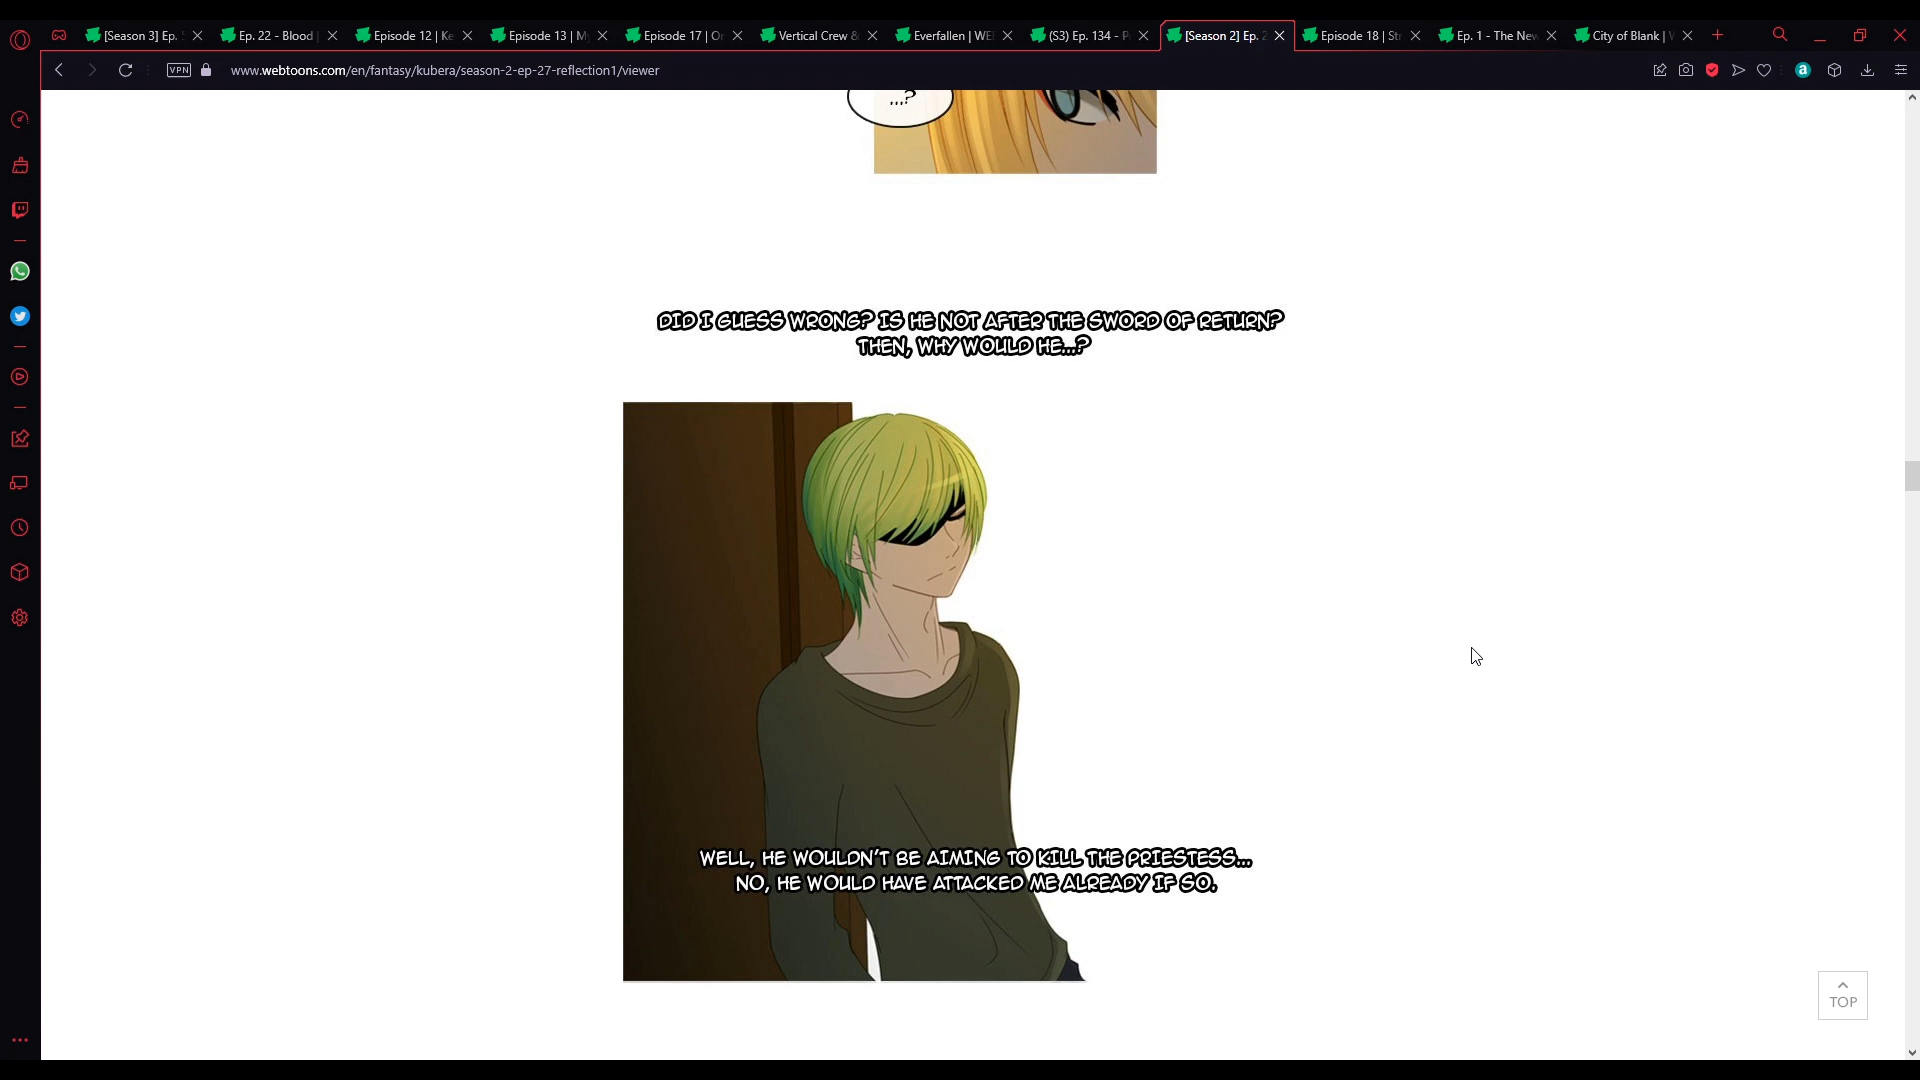 [Season 3] Ep.
Ep. 22 - Blood
Episode 12 | Ke
Episode 13 | M
Episode 17 | Or
Vertical Crew &
Everfallen | WE
(S3) Ep. 134 - P
[Season 2] Ep. 2
Episode 18 | Str
Ep. 1 - The New
City of Blank | W
VPN
www.webtoons.com/en/fantasy/kubera/season-2-ep-27-reflection1/viewer
a
...?
DID I GUESS WRONG? IS HE NOT AFTER THE SWORD OF RETURN?
THEN, WHY WOULD HE...?
WELL, HE WOULDN'T BE AIMING TO KILL THE PRIESTESS...
NO, HE WOULD HAVE ATTACKED ME ALREADY IF SO.
TOP